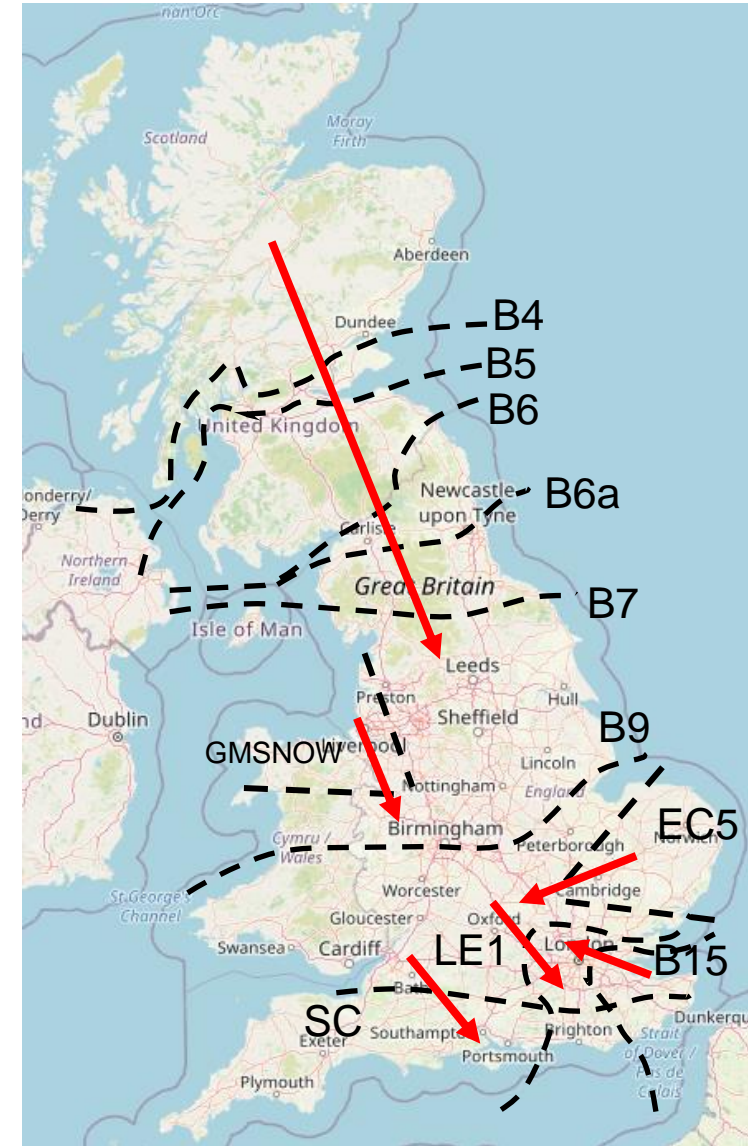 nan Oirc
Scotland
Moray
Firth
Aberdeen
Dundee
B4
B5
United Kingdom
B6
onderry/
Derry
Newcastle
upon Tyne
B6a
Carlisle
Northern
Ireland
Great Britain
B7
Isle of Man
Leeds
Preston
Hull
nd
Dublin
Sheffield
B9
GMSNOW
Liverpool
Lincoln
Nottingham
England
Birmingham
EC5
Norwich
Cymru /
Wales
Peterborough
St George's
Channel
Worcester
Cambridge
Gloucester
Oxford
Swansea
Cardiff
LE1
London
B15
Bath
SC
Exeter
Southampto
Brighton
Dunkerqu
Portsmouth
Strait
of Dover /
Pas de
Calais
Plymouth